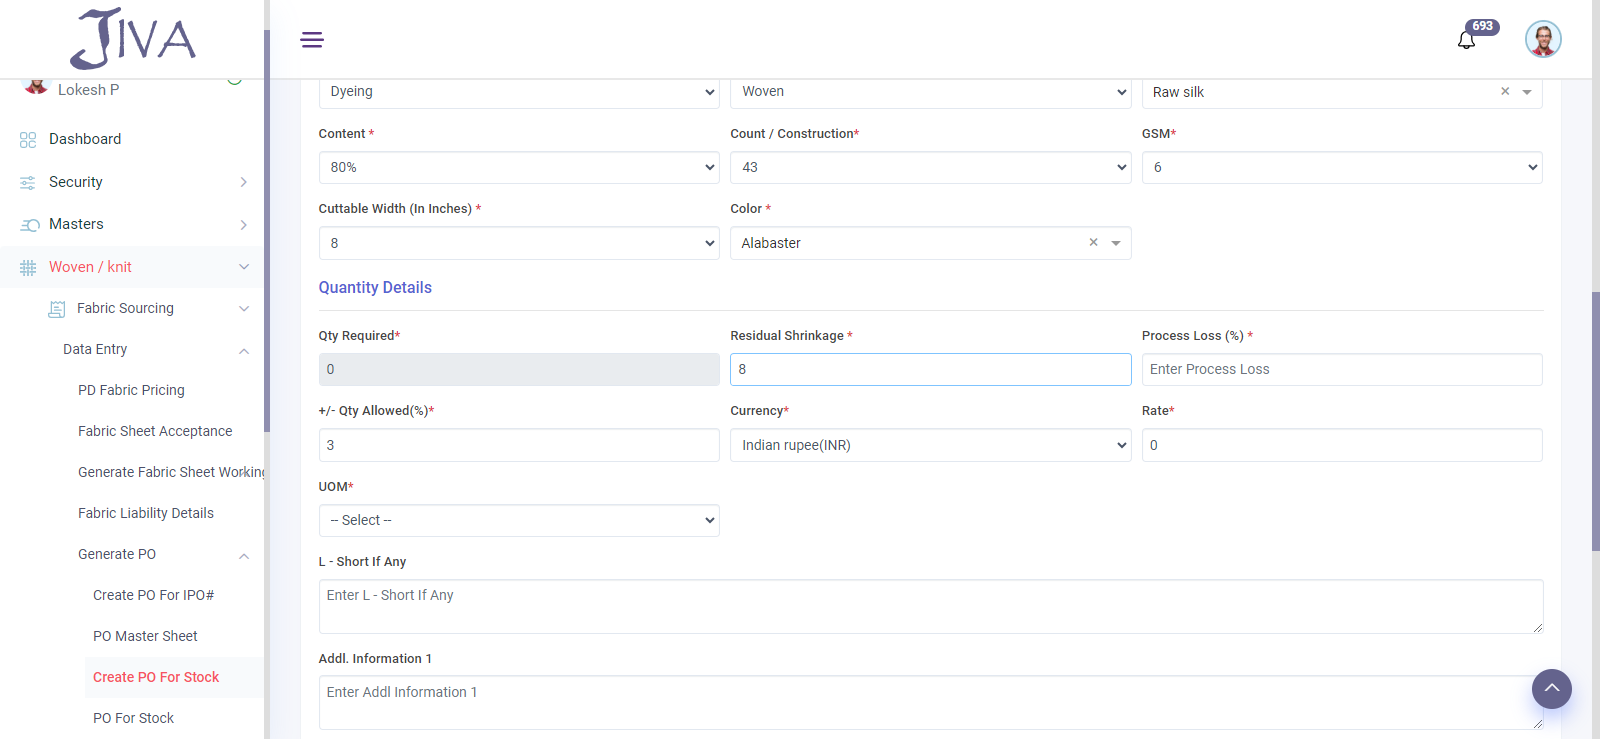 JIVA
693
Lokesh P
Dashboard
Security
Masters
Woven / knit
Fabric Sourcing
Data Entry
PD Fabric Pricing
Fabric Sheet Acceptance
Generate Fabric Sheet Working
Fabric Liability Details
Generate PO
Create PO For IPO#
PO Master Sheet
Create PO For Stock
PO For Stock
Dyeing
Woven
Raw silk ×
Content *
Count / Construction*
GSM*
80%
43
6
Cuttable Width (In Inches) *
Color *
8
Alabaster ×
Quantity Details
Qty Required*
Residual Shrinkage *
Process Loss (%) *
0
8
Enter Process Loss
+/- Qty Allowed(%)*
Currency*
Rate*
3
Indian rupee(INR)
0
UOM*
-- Select --
L - Short If Any
Enter L - Short If Any
Addl. Information 1
Enter Addl Information 1